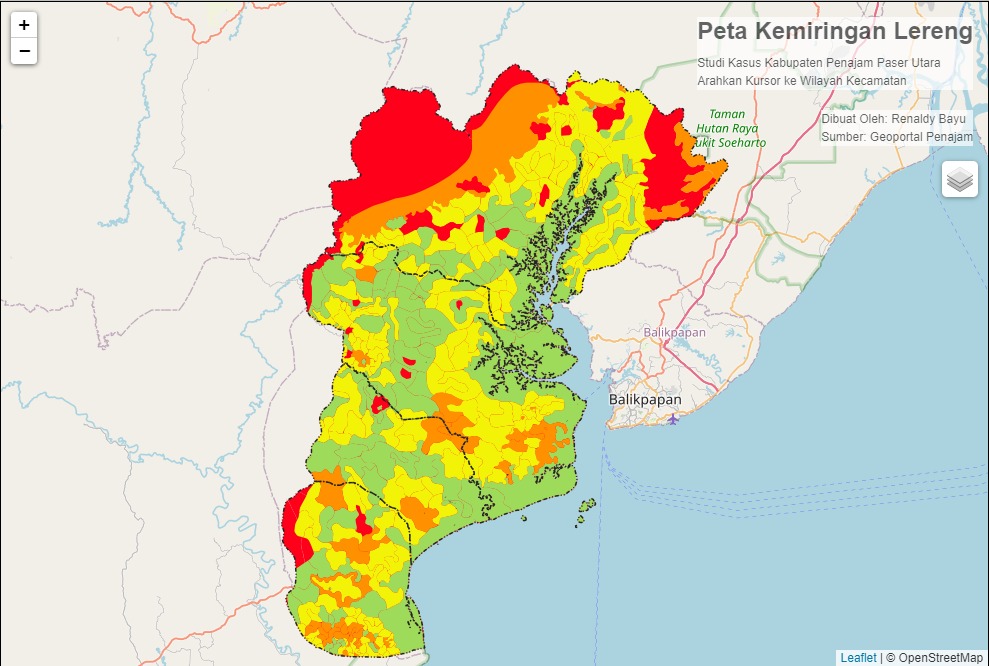 +
−
Peta Kemiringan Lereng
Studi Kasus Kabupaten Penajam Paser Utara
Arahkan Kursor ke Wilayah Kecamatan
Dibuat Oleh: Renaldy Bayu
Sumber: Geoportal Penajam
Taman
Hutan Raya
ukit Soeharto
Balikpapan
Balikpapan
Leaflet | © OpenStreetMap